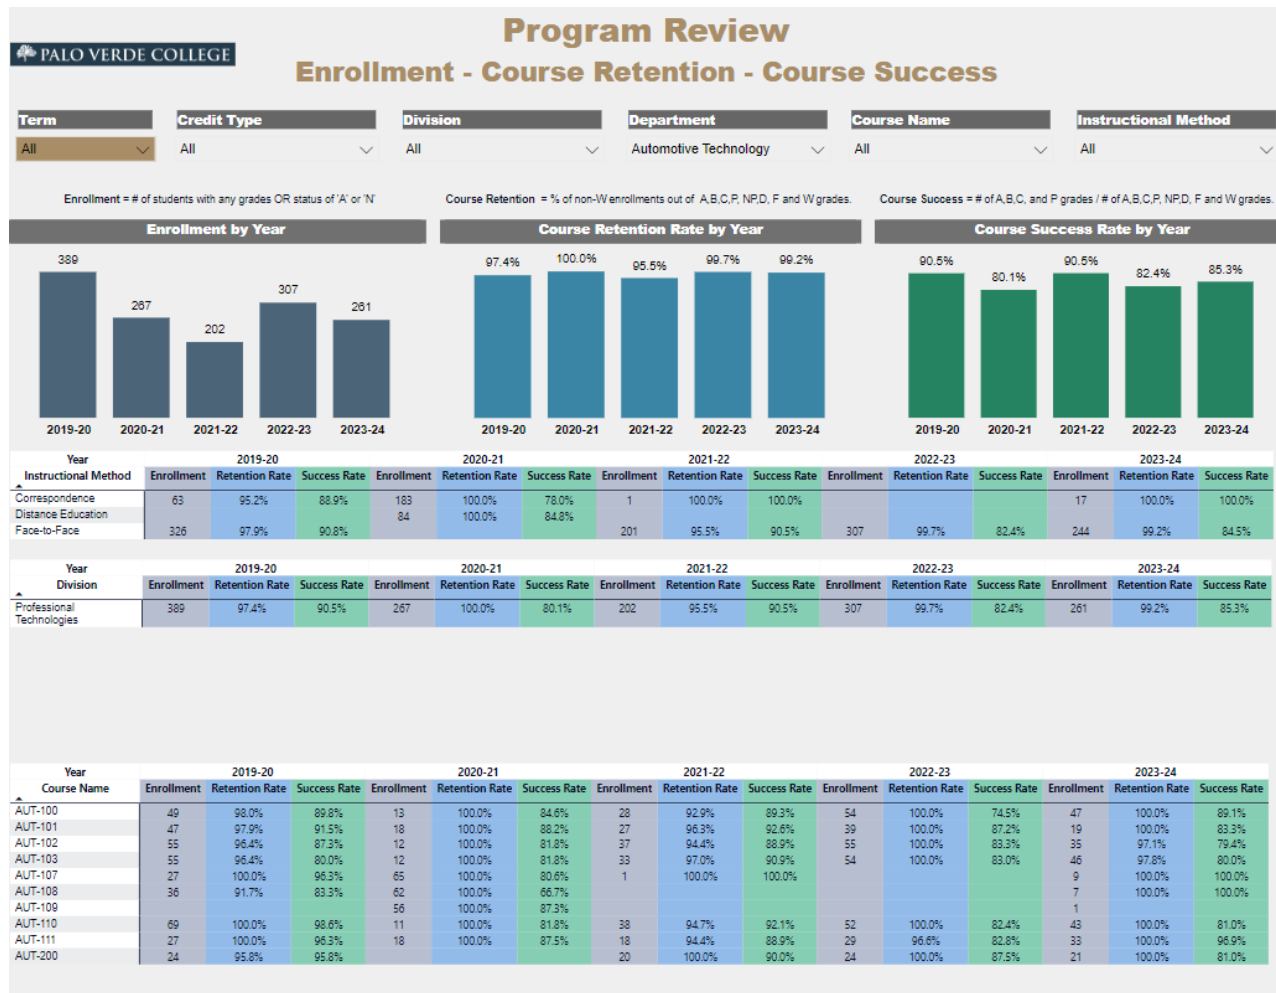 Program Review
PALO VERDE COLLEGE
Enrollment - Course Retention - Course Success
Term Credit Type Division Department Course Name Instructional Method
All All All Automotive Technology All All
Enrollment = # of students with any grades OR status of 'A' or 'N' Course Retention = % of non-W enrollments out of A,B,C,P, NP,D, F and W grades. Course Success = # of A,B,C, and P grades / # of A,B,C,P, NP,D, F and W grades.
Enrollment by Year Course Retention Rate by Year Course Success Rate by Year
389 267 202 307 261 97.4% 100.0% 95.5% 99.7% 99.2% 90.5% 80.1% 90.5% 82.4% 85.3%
2019-20 2020-21 2021-22 2022-23 2023-24 2019-20 2020-21 2021-22 2022-23 2023-24 2019-20 2020-21 2021-22 2022-23 2023-24
Year 2019-20 2020-21 2021-22 2022-23 2023-24
Instructional Method Enrollment Retention Rate Success Rate Enrollment Retention Rate Success Rate Enrollment Retention Rate Success Rate Enrollment Retention Rate Success Rate Enrollment Retention Rate Success Rate
Correspondence 63 95.2% 88.9% 183 100.0% 78.0% 1 100.0% 100.0% 17 100.0% 100.0%
Distance Education 84 100.0% 84.8%
Face-to-Face 326 97.9% 90.8% 201 95.5% 90.5% 307 99.7% 82.4% 244 99.2% 84.5%
Year 2019-20 2020-21 2021-22 2022-23 2023-24
Division Enrollment Retention Rate Success Rate Enrollment Retention Rate Success Rate Enrollment Retention Rate Success Rate Enrollment Retention Rate Success Rate Enrollment Retention Rate Success Rate
Professional 389 97.4% 90.5% 267 100.0% 80.1% 202 95.5% 90.5% 307 99.7% 82.4% 261 99.2% 85.3%
Technologies
Year 2019-20 2020-21 2021-22 2022-23 2023-24
Course Name Enrollment Retention Rate Success Rate Enrollment Retention Rate Success Rate Enrollment Retention Rate Success Rate Enrollment Retention Rate Success Rate Enrollment Retention Rate Success Rate
AUT-100 49 98.0% 89.8% 13 100.0% 84.6% 28 92.9% 89.3% 54 100.0% 74.5% 47 100.0% 89.1%
AUT-101 47 97.9% 91.5% 18 100.0% 88.2% 27 96.3% 92.6% 39 100.0% 87.2% 19 100.0% 83.3%
AUT-102 55 96.4% 87.3% 12 100.0% 81.8% 37 94.4% 88.9% 55 100.0% 83.3% 35 97.1% 79.4%
AUT-103 55 96.4% 80.0% 12 100.0% 81.8% 33 97.0% 90.9% 54 100.0% 83.0% 46 97.8% 80.0%
AUT-107 27 100.0% 96.3% 65 100.0% 80.6% 1 100.0% 100.0% 9 100.0% 100.0%
AUT-108 36 91.7% 83.3% 62 100.0% 66.7% 7 100.0% 100.0%
AUT-109 56 100.0% 87.3% 1
AUT-110 69 100.0% 98.6% 11 100.0% 81.8% 38 94.7% 92.1% 52 100.0% 82.4% 43 100.0% 81.0%
AUT-111 27 100.0% 96.3% 18 100.0% 87.5% 18 94.4% 88.9% 29 96.6% 82.8% 33 100.0% 96.9%
AUT-200 24 95.8% 95.8% 20 100.0% 90.0% 24 100.0% 87.5% 21 100.0% 81.0%